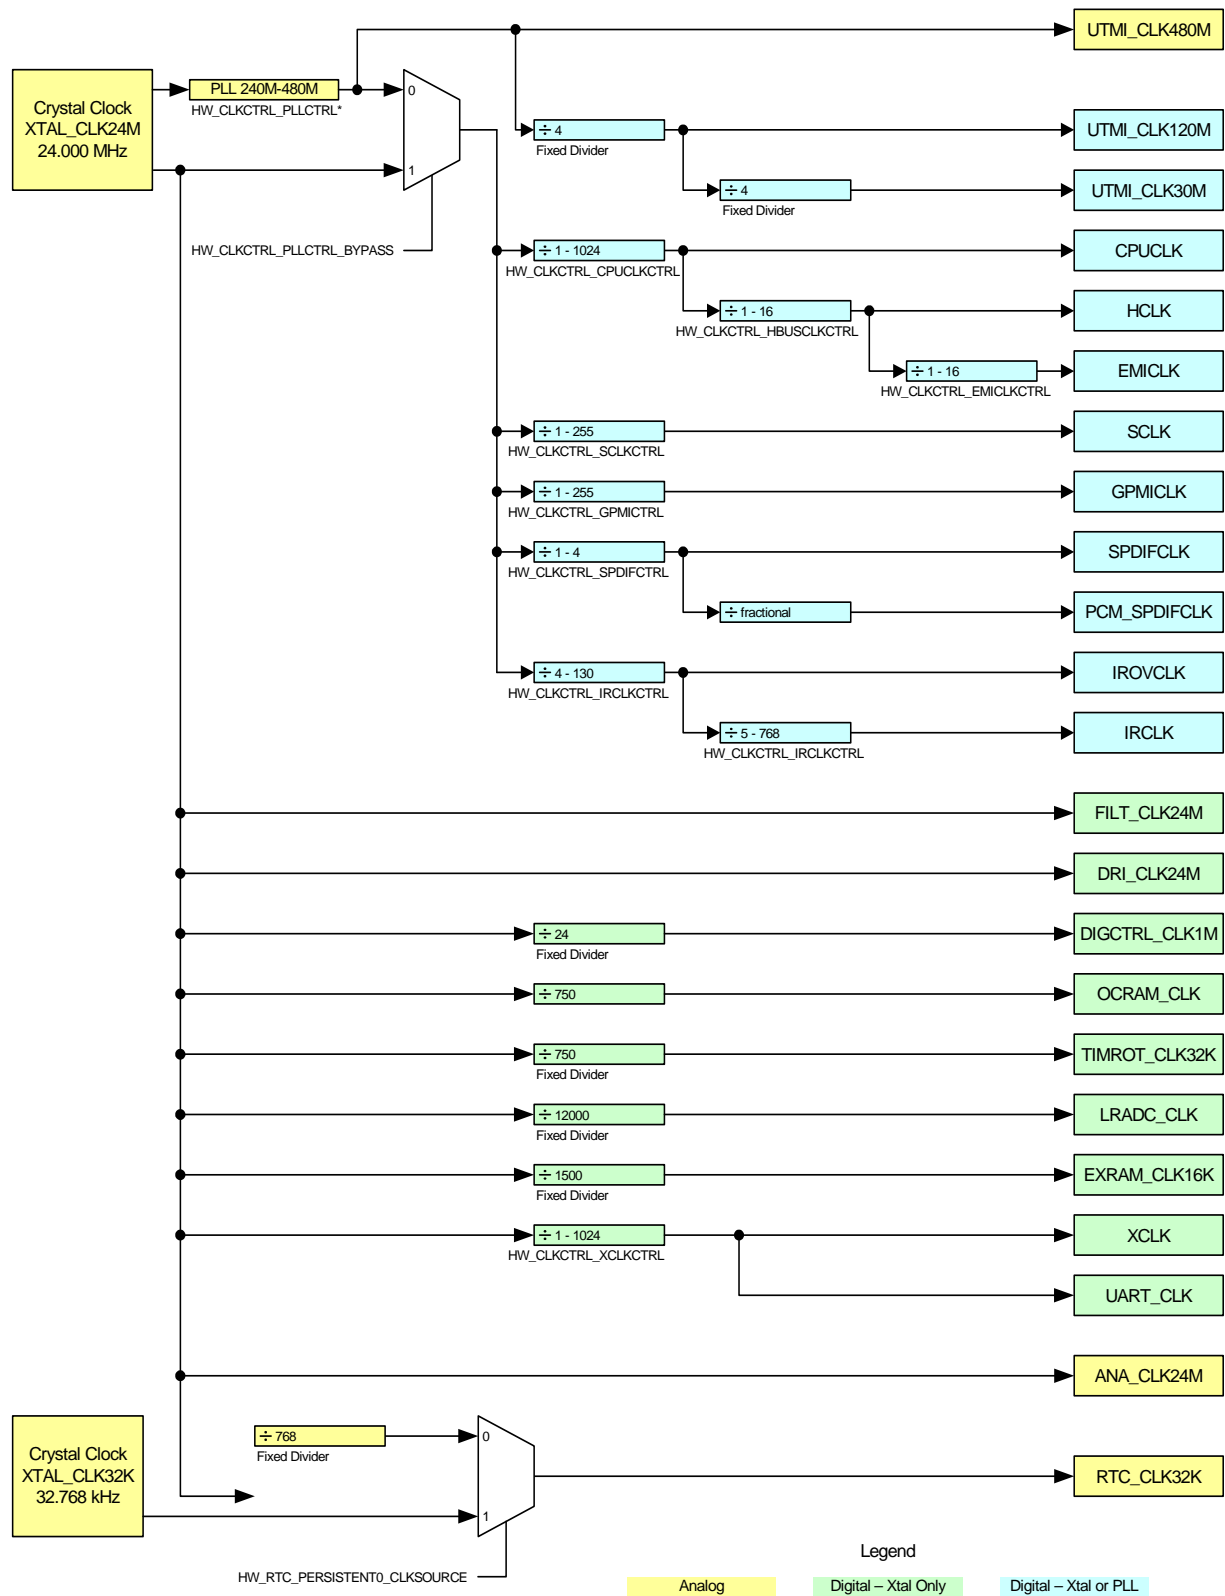 UTMI_CLK480M
Crystal Clock
XTAL_CLK24M
24.000 MHz
PLL 240M-480M
HW_CLKCTRL_PLLCTRL*
0
1
HW_CLKCTRL_PLLCTRL_BYPASS
÷ 4
Fixed Divider
UTMI_CLK120M
÷ 4
Fixed Divider
UTMI_CLK30M
÷ 1 - 1024
HW_CLKCTRL_CPUCLKCTRL
CPUCLK
÷ 1 - 16
HW_CLKCTRL_HBUSCLKCTRL
HCLK
÷ 1 - 16
HW_CLKCTRL_EMICLKCTRL
EMICLK
÷ 1 - 255
HW_CLKCTRL_SCLKCTRL
SCLK
÷ 1 - 255
HW_CLKCTRL_GPMICTRL
GPMICLK
÷ 1 - 4
HW_CLKCTRL_SPDIFCTRL
SPDIFCLK
÷ fractional
PCM_SPDIFCLK
÷ 4 - 130
HW_CLKCTRL_IRCLKCTRL
IROVCLK
÷ 5 - 768
HW_CLKCTRL_IRCLKCTRL
IRCLK
FILT_CLK24M
DRI_CLK24M
÷ 24
Fixed Divider
DIGCTRL_CLK1M
÷ 750
OCRAM_CLK
÷ 750
Fixed Divider
TIMROT_CLK32K
÷ 12000
Fixed Divider
LRADC_CLK
÷ 1500
Fixed Divider
EXRAM_CLK16K
÷ 1 - 1024
HW_CLKCTRL_XCLKCTRL
XCLK
UART_CLK
ANA_CLK24M
Crystal Clock
XTAL_CLK32K
32.768 kHz
÷ 768
Fixed Divider
0
1
HW_RTC_PERSISTENT0_CLKSOURCE
RTC_CLK32K
Legend
Analog
Digital – Xtal Only
Digital – Xtal or PLL